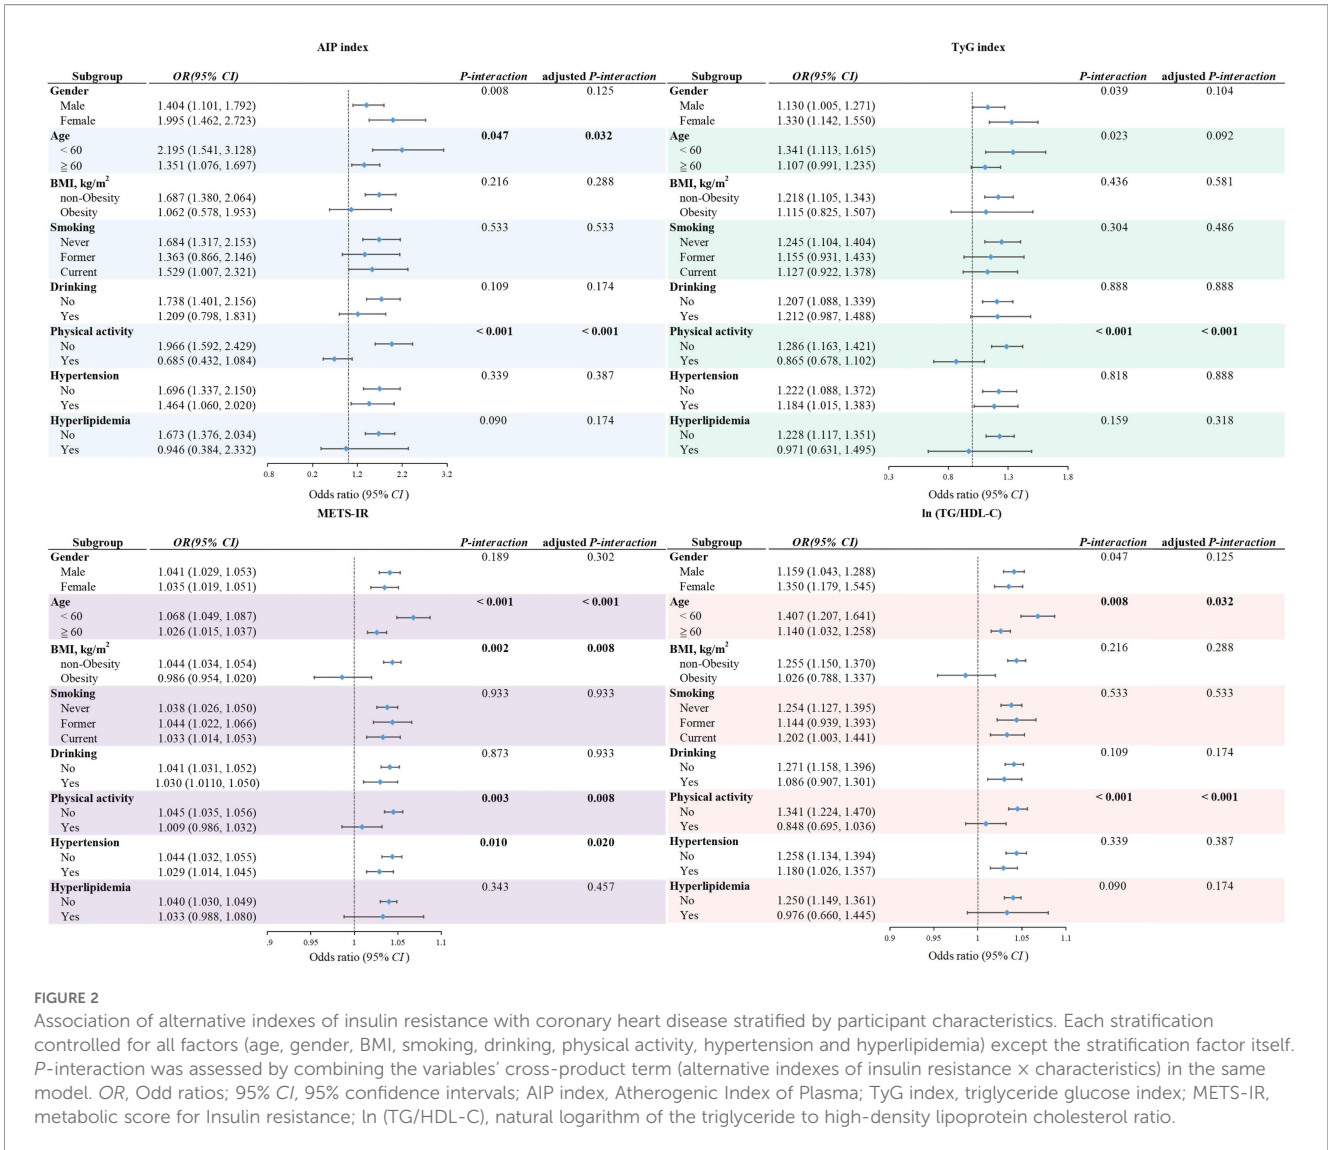 AIP index
Subgroup OR(95% CI) P-interaction adjusted P-interaction
Gender 0.008 0.125
Male 1.404 (1.101, 1.792)
Female 1.995 (1.462, 2.723)
Age 0.047 0.032
< 60 2.195 (1.541, 3.128)
≧ 60 1.351 (1.076, 1.697)
BMI, kg/m² 0.216 0.288
non-Obesity 1.687 (1.380, 2.064)
Obesity 1.062 (0.578, 1.953)
Smoking 0.533 0.533
Never 1.684 (1.317, 2.153)
Former 1.363 (0.866, 2.146)
Current 1.529 (1.007, 2.321)
Drinking 0.109 0.174
No 1.738 (1.401, 2.156)
Yes 1.209 (0.798, 1.831)
Physical activity < 0.001 < 0.001
No 1.966 (1.592, 2.429)
Yes 0.685 (0.432, 1.084)
Hypertension 0.339 0.387
No 1.696 (1.337, 2.150)
Yes 1.464 (1.060, 2.020)
Hyperlipidemia 0.090 0.174
No 1.673 (1.376, 2.034)
Yes 0.946 (0.384, 2.332)
0.8 0.2 1.2 2.2 3.2
Odds ratio (95% CI)
TyG index
Subgroup OR(95% CI) P-interaction adjusted P-interaction
Gender 0.039 0.104
Male 1.130 (1.005, 1.271)
Female 1.330 (1.142, 1.550)
Age 0.023 0.092
< 60 1.341 (1.113, 1.615)
≧ 60 1.107 (0.991, 1.235)
BMI, kg/m² 0.436 0.581
non-Obesity 1.218 (1.105, 1.343)
Obesity 1.115 (0.825, 1.507)
Smoking 0.304 0.486
Never 1.245 (1.104, 1.404)
Former 1.155 (0.931, 1.433)
Current 1.127 (0.922, 1.378)
Drinking 0.888 0.888
No 1.207 (1.088, 1.339)
Yes 1.212 (0.987, 1.488)
Physical activity < 0.001 < 0.001
No 1.286 (1.163, 1.421)
Yes 0.865 (0.678, 1.102)
Hypertension 0.818 0.888
No 1.222 (1.088, 1.372)
Yes 1.184 (1.015, 1.383)
Hyperlipidemia 0.159 0.318
No 1.228 (1.117, 1.351)
Yes 0.971 (0.631, 1.495)
0.3 0.8 1.3 1.8
Odds ratio (95% CI)
METS-IR
Subgroup OR(95% CI) P-interaction adjusted P-interaction
Gender 0.189 0.302
Male 1.041 (1.029, 1.053)
Female 1.035 (1.019, 1.051)
Age < 0.001 < 0.001
< 60 1.068 (1.049, 1.087)
≧ 60 1.026 (1.015, 1.037)
BMI, kg/m² 0.002 0.008
non-Obesity 1.044 (1.034, 1.054)
Obesity 0.986 (0.954, 1.020)
Smoking 0.933 0.933
Never 1.038 (1.026, 1.050)
Former 1.044 (1.022, 1.066)
Current 1.033 (1.014, 1.053)
Drinking 0.873 0.933
No 1.041 (1.031, 1.052)
Yes 1.030 (1.0110, 1.050)
Physical activity 0.003 0.008
No 1.045 (1.035, 1.056)
Yes 1.009 (0.986, 1.032)
Hypertension 0.010 0.020
No 1.044 (1.032, 1.055)
Yes 1.029 (1.014, 1.045)
Hyperlipidemia 0.343 0.457
No 1.040 (1.030, 1.049)
Yes 1.033 (0.988, 1.080)
.9 0.95 1 1.05 1.1
Odds ratio (95% CI)
ln (TG/HDL-C)
Subgroup OR(95% CI) P-interaction adjusted P-interaction
Gender 0.047 0.125
Male 1.159 (1.043, 1.288)
Female 1.350 (1.179, 1.545)
Age 0.008 0.032
< 60 1.407 (1.207, 1.641)
≧ 60 1.140 (1.032, 1.258)
BMI, kg/m² 0.216 0.288
non-Obesity 1.255 (1.150, 1.370)
Obesity 1.026 (0.788, 1.337)
Smoking 0.533 0.533
Never 1.254 (1.127, 1.395)
Former 1.144 (0.939, 1.393)
Current 1.202 (1.003, 1.441)
Drinking 0.109 0.174
No 1.271 (1.158, 1.396)
Yes 1.086 (0.907, 1.301)
Physical activity < 0.001 < 0.001
No 1.341 (1.224, 1.470)
Yes 0.848 (0.695, 1.036)
Hypertension 0.339 0.387
No 1.258 (1.134, 1.394)
Yes 1.180 (1.026, 1.357)
Hyperlipidemia 0.090 0.174
No 1.250 (1.149, 1.361)
Yes 0.976 (0.660, 1.445)
0.9 0.95 1 1.05 1.1
Odds ratio (95% CI)
FIGURE 2
Association of alternative indexes of insulin resistance with coronary heart disease stratified by participant characteristics. Each stratification
controlled for all factors (age, gender, BMI, smoking, drinking, physical activity, hypertension and hyperlipidemia) except the stratification factor itself.
P-interaction was assessed by combining the variables' cross-product term (alternative indexes of insulin resistance × characteristics) in the same
model. OR, Odd ratios; 95% CI, 95% confidence intervals; AIP index, Atherogenic Index of Plasma; TyG index, triglyceride glucose index; METS-IR,
metabolic score for Insulin resistance; ln (TG/HDL-C), natural logarithm of the triglyceride to high-density lipoprotein cholesterol ratio.